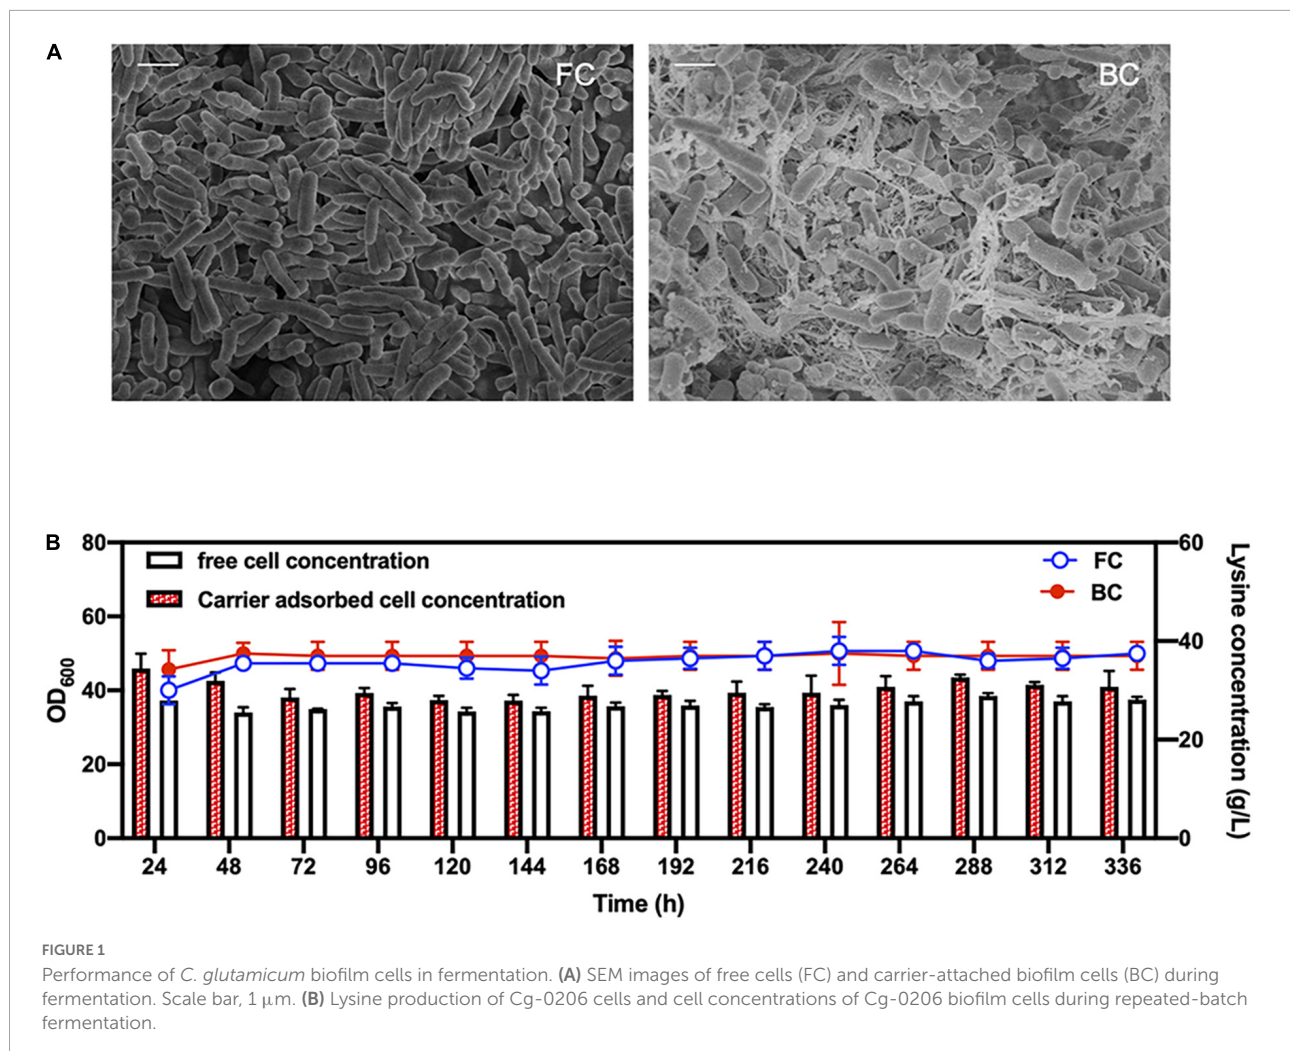 A
FC
BC
B
free cell concentration
Carrier adsorbed cell concentration
FC
BC
80
60
40
20
0
OD600
60
40
20
0
Lysine concentration (g/L)
24 48 72 96 120 144 168 192 216 240 264 288 312 336
Time (h)
FIGURE 1
Performance of C. glutamicum biofilm cells in fermentation. (A) SEM images of free cells (FC) and carrier-attached biofilm cells (BC) during
fermentation. Scale bar, 1 μm. (B) Lysine production of Cg-0206 cells and cell concentrations of Cg-0206 biofilm cells during repeated-batch
fermentation.